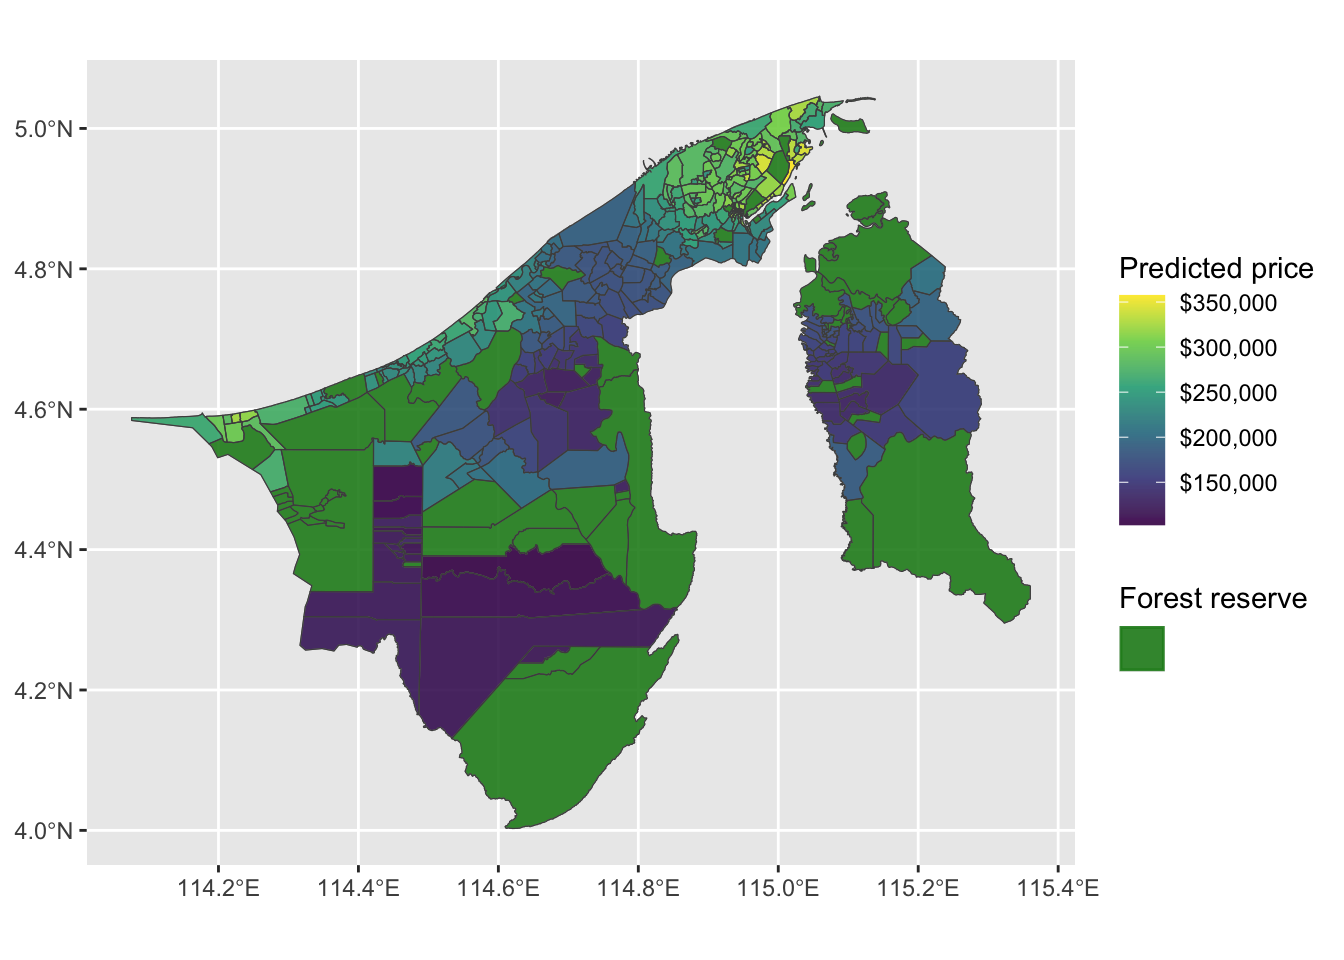 5.0°N
4.8°N
4.6°N
4.4°N
4.2°N
4.0°N
114.2°E
114.4°E
114.6°E
114.8°E
115.0°E
115.2°E
115.4°E
Predicted price
$350,000
$300,000
$250,000
$200,000
$150,000
Forest reserve